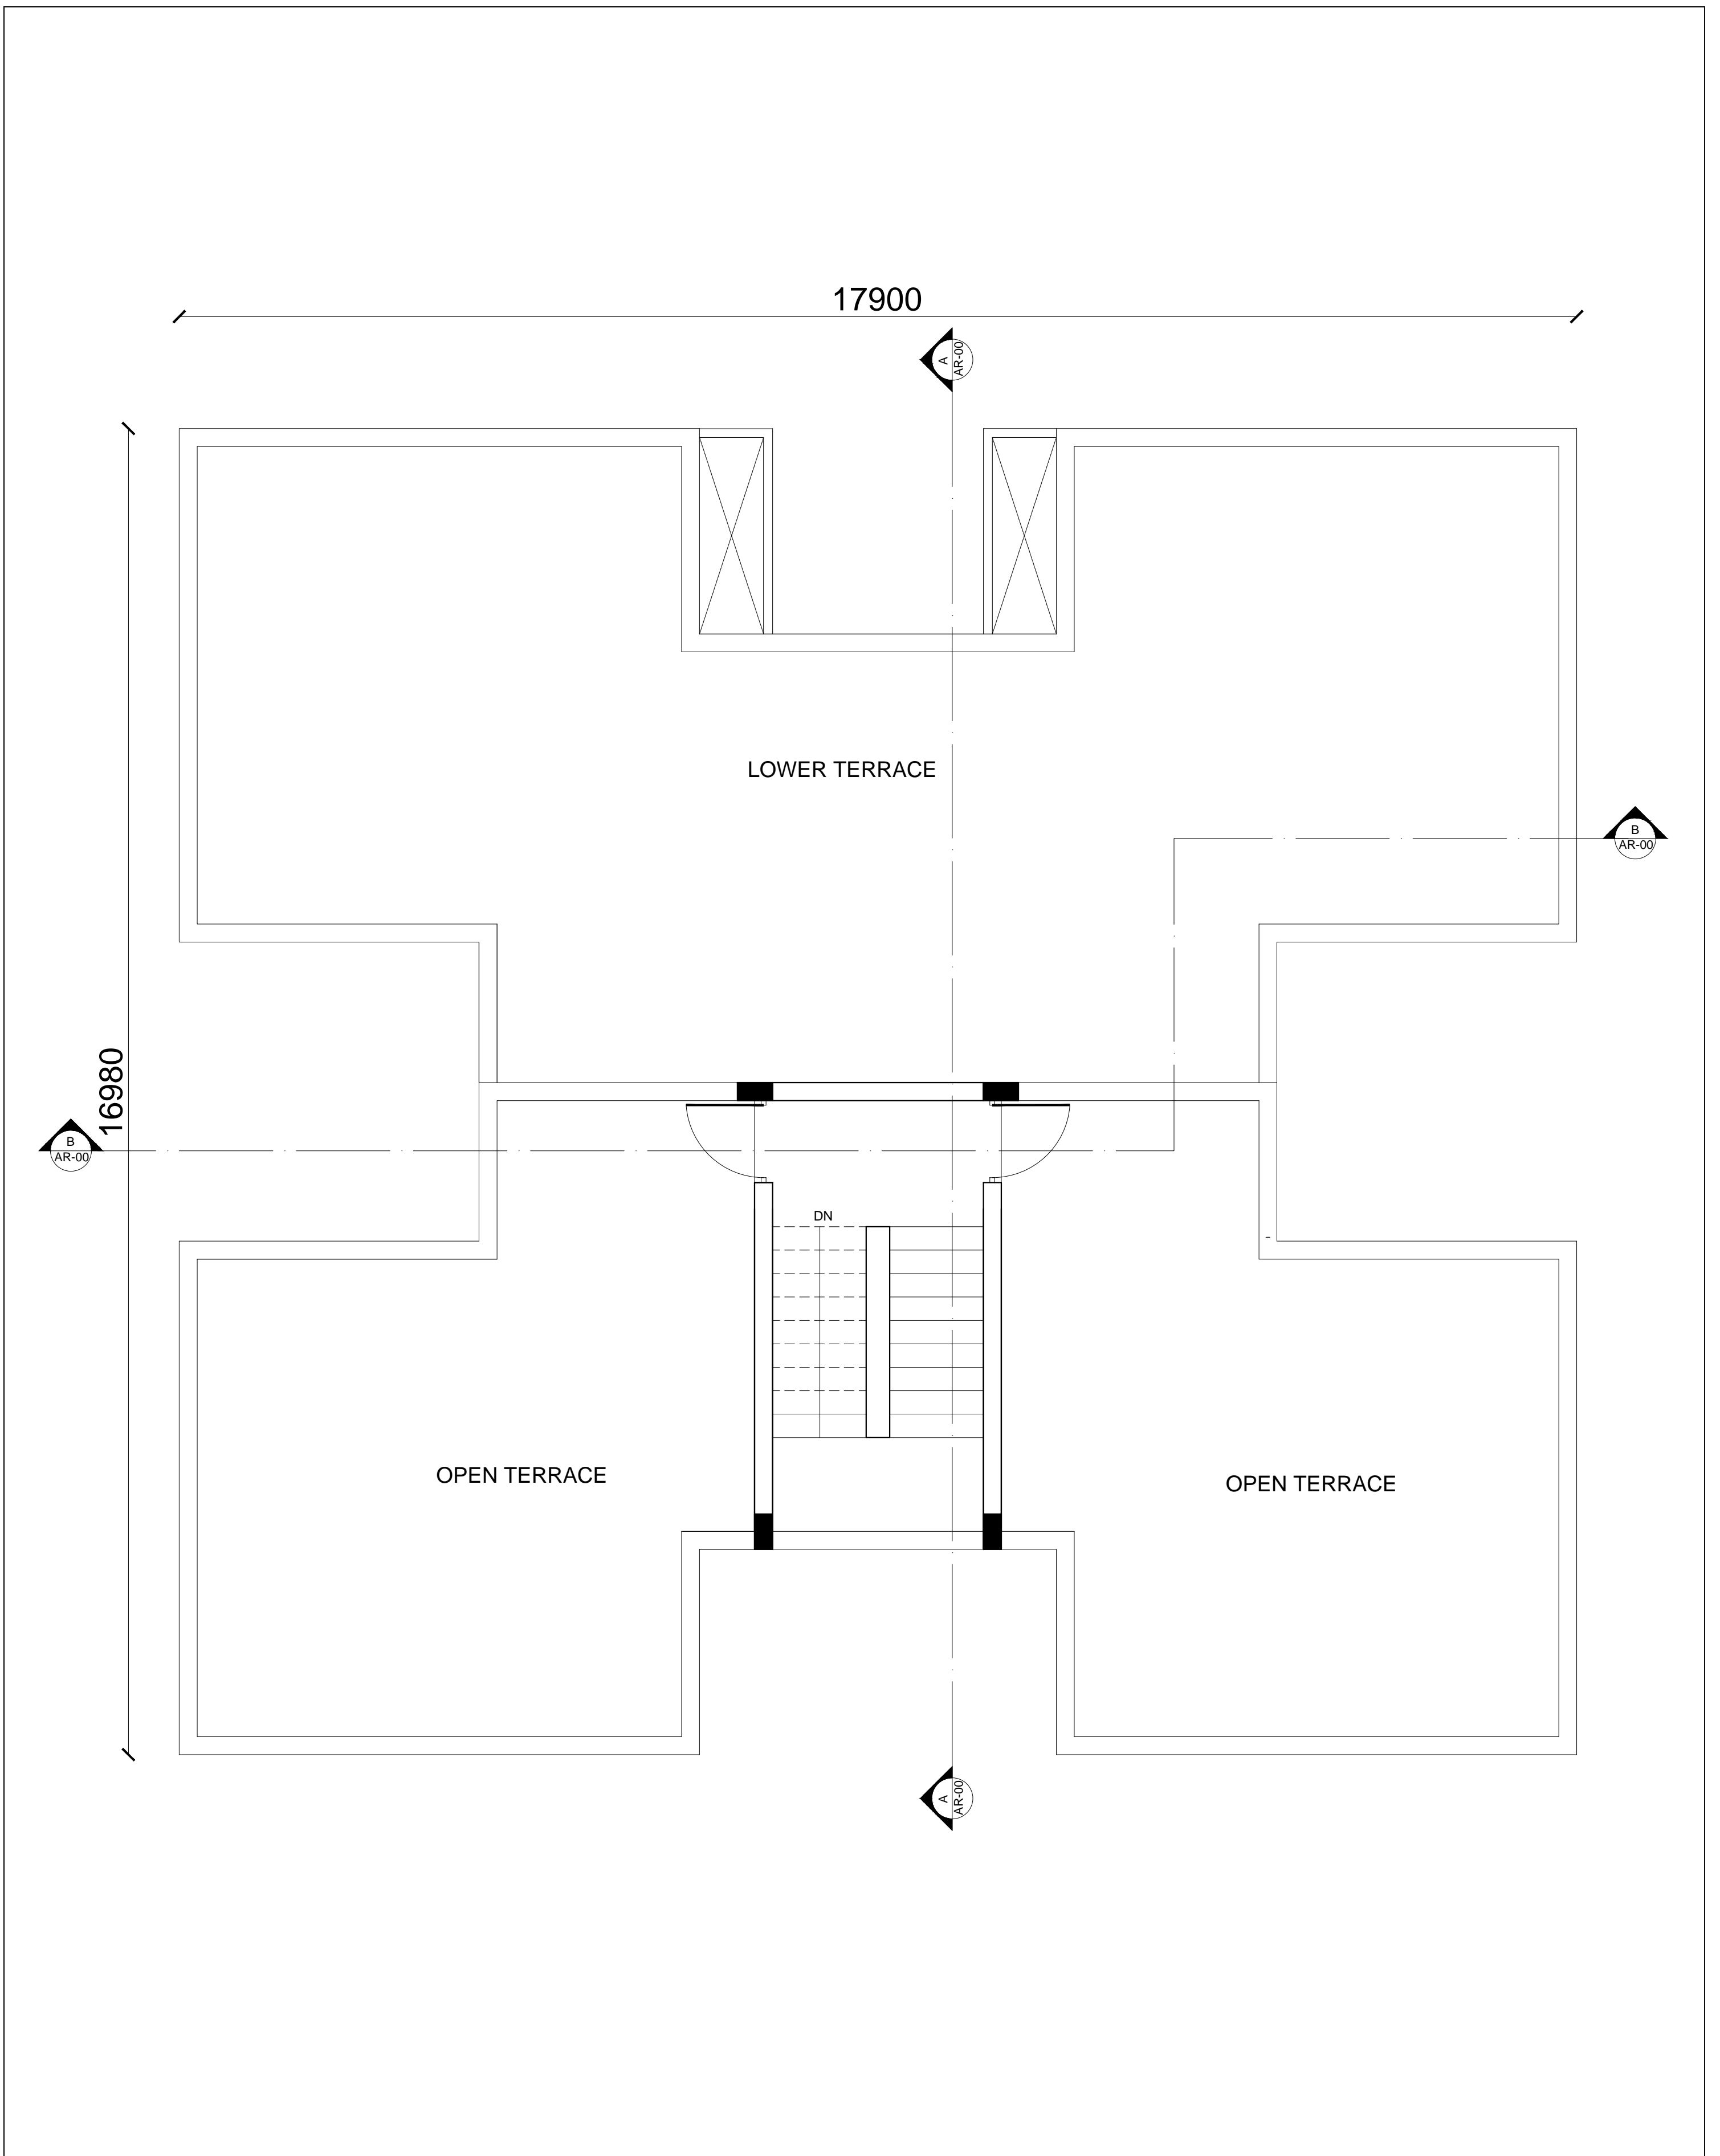 17900
A
AR-00
LOWER TERRACE
B
AR-00
16980
B
AR-00
DN
OPEN TERRACE
OPEN TERRACE
A
AR-00